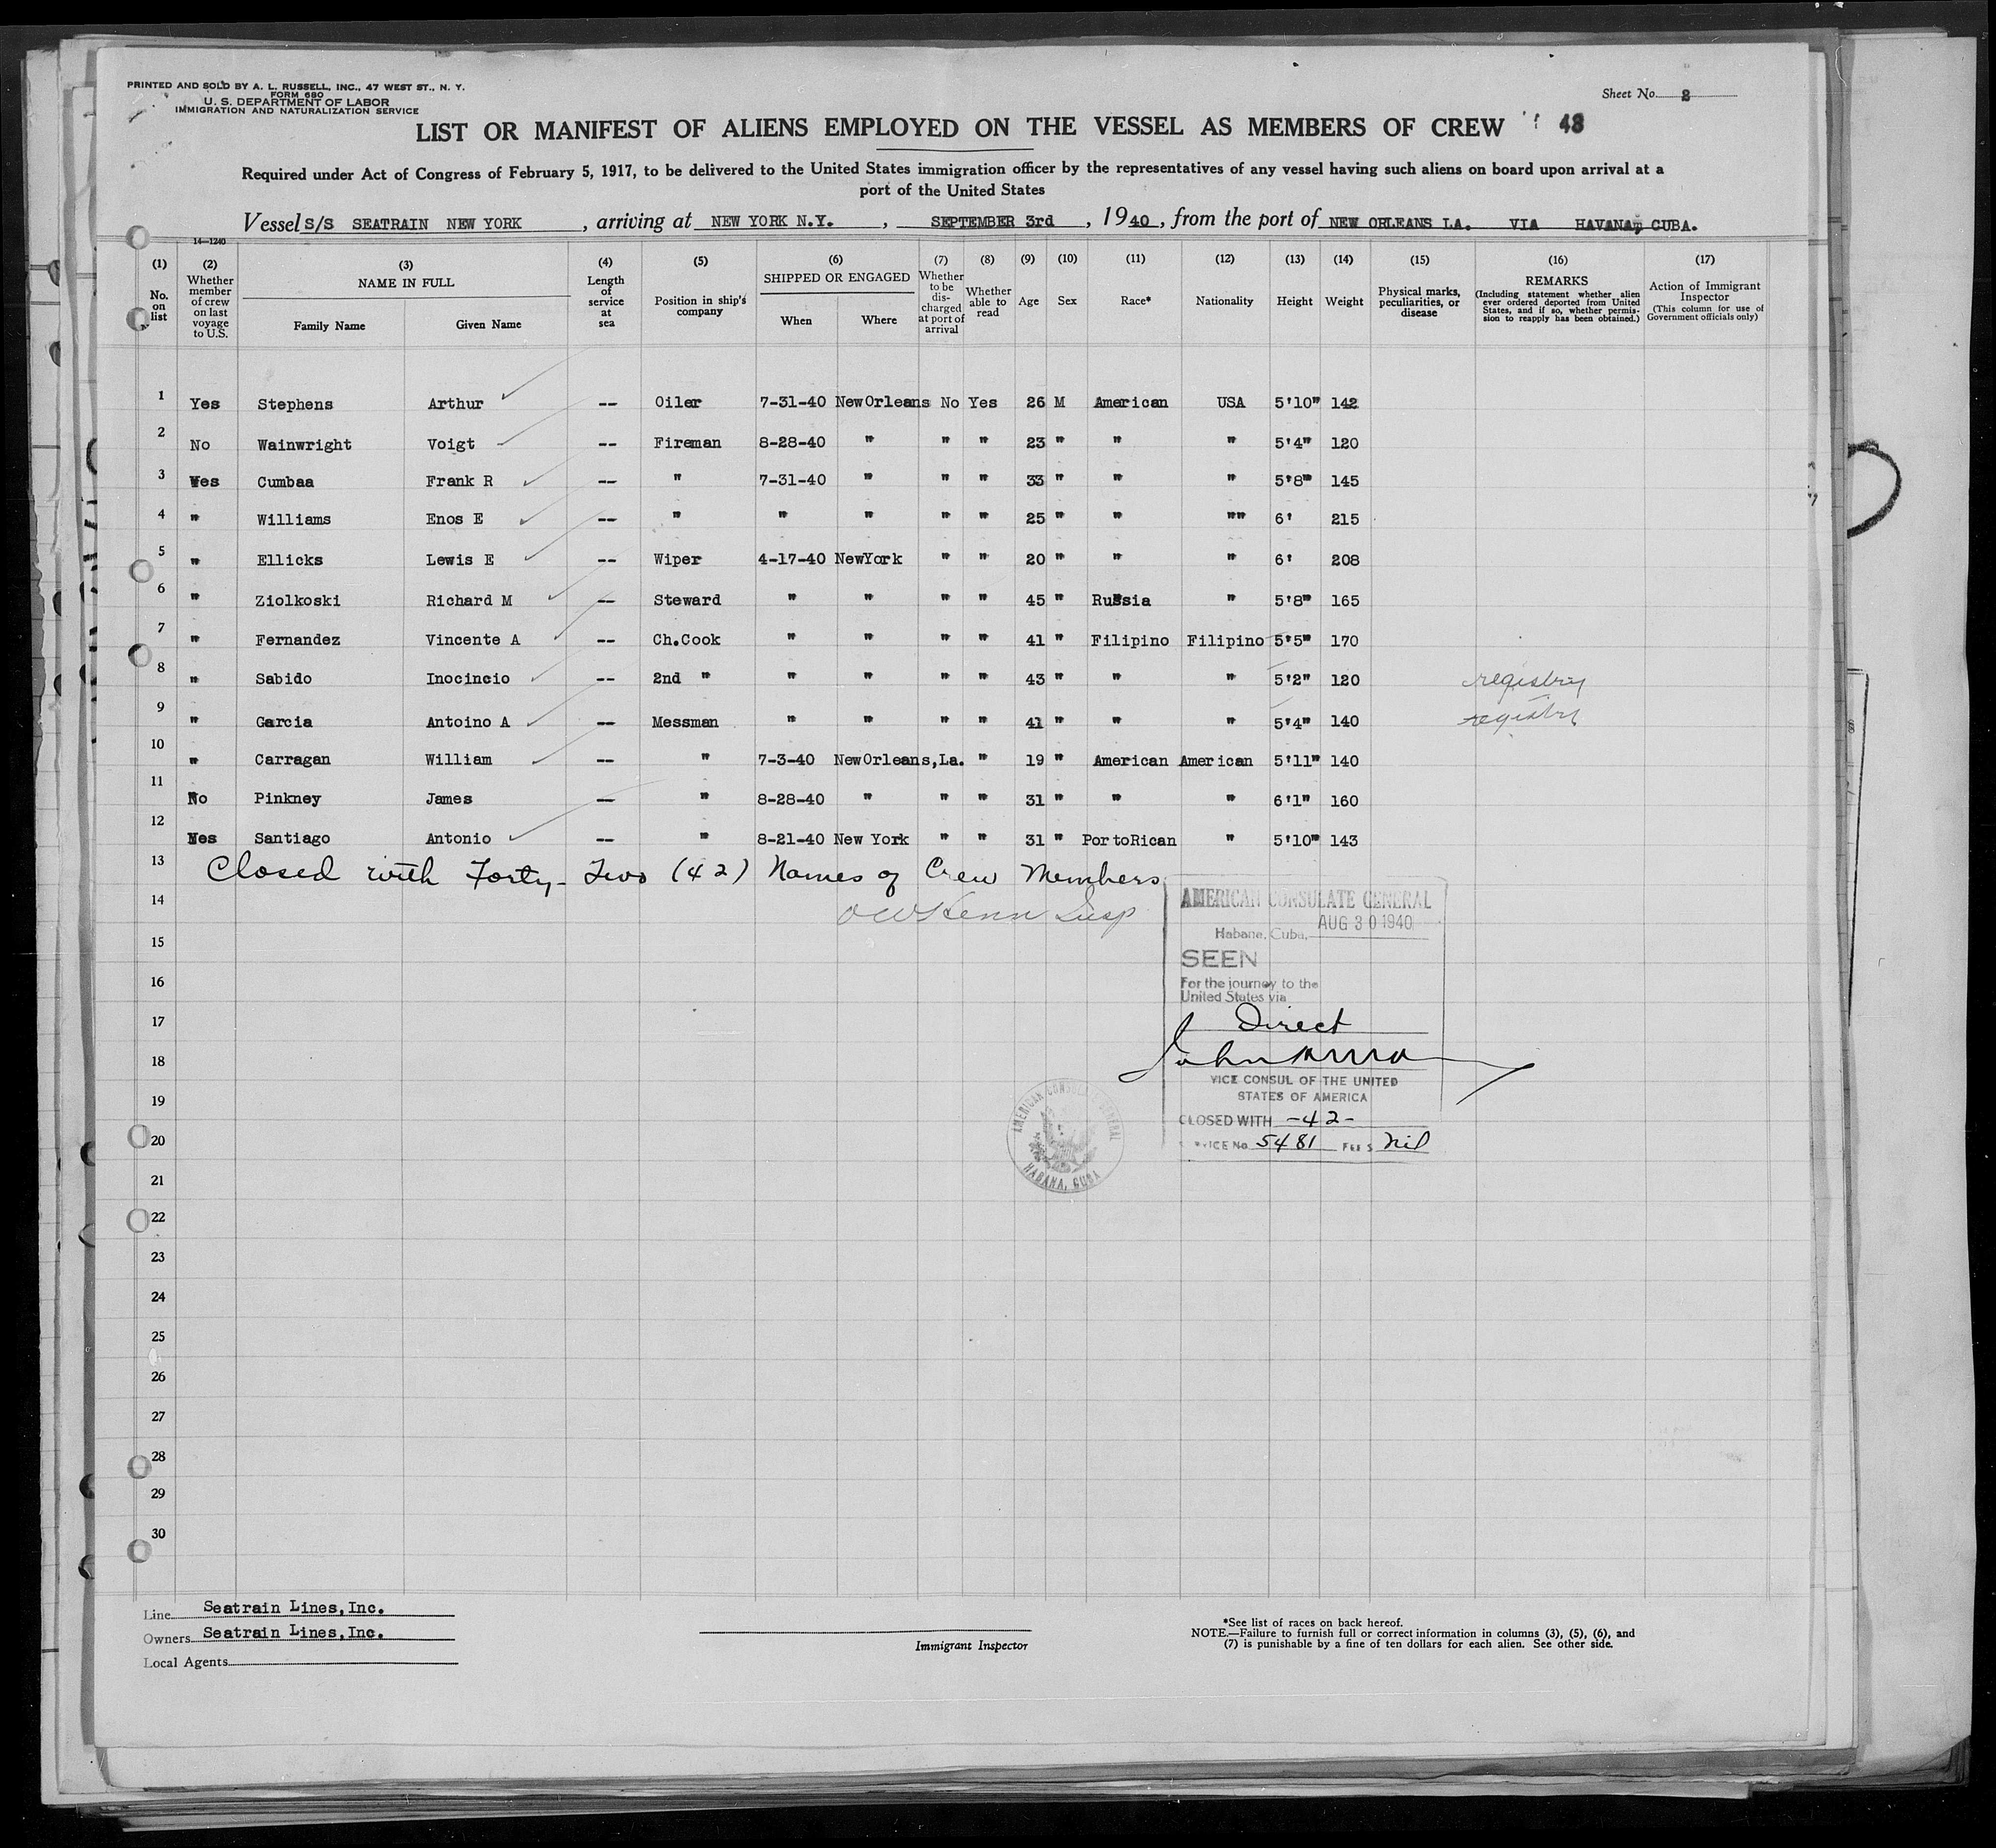 PRINTED AND SOLD BY A. L. RUSSELL, INC., 47 WEST ST., N. Y.
FORM 680
U. S. DEPARTMENT OF LABOR
IMMIGRATION AND NATURALIZATION SERVICE
Sheet No. 2
LIST OR MANIFEST OF ALIENS EMPLOYED ON THE VESSEL AS MEMBERS OF CREW 43
Required under Act of Congress of February 5, 1917, to be delivered to the United States immigration officer by the representatives of any vessel having such aliens on board upon arrival at a
port of the United States
Vessel S/S SEATRAIN NEW YORK, arriving at NEW YORK N.Y., SEPTEMBER 3rd, 1940, from the port of NEW ORLEANS LA. VIA HAVANA, CUBA.
14—1240
(1) No. on list
(2) Whether member of crew on last voyage to U.S.
(3) NAME IN FULL Family Name Given Name
(4) Length of service at sea
(5) Position in ship's company
(6) SHIPPED OR ENGAGED When Where
(7) Whether to be discharged at port of arrival
(8) Whether able to read
(9) Age
(10) Sex
(11) Race*
(12) Nationality
(13) Height
(14) Weight
(15) Physical marks, peculiarities, or disease
(16) REMARKS (Including statement whether alien ever ordered deported from United States, and if so, whether permission to reapply has been obtained.)
(17) Action of Immigrant Inspector (This column for use of Government officials only)
1 Yes Stephens Arthur -- Oiler 7-31-40 NewOrleans No Yes 26 M American USA 5'10" 142
2 No Wainwright Voigt -- Fireman 8-28-40 " " " 23 " " " 5'4" 120
3 Yes Cumbaa Frank R -- " 7-31-40 " " " 33 " " " 5'8" 145
4 " Williams Enos E -- " " " " " 25 " " "" 6' 215
5 " Ellicks Lewis E -- Wiper 4-17-40 NewYork " " 20 " " " 6' 208
6 " Ziolkoski Richard M -- Steward " " " " 45 " Russia " 5'8" 165
7 " Fernandez Vincente A -- Ch.Cook " " " " 41 " Filipino Filipino 5'5" 170
8 " Sabido Inocincio -- 2nd " " " " " 43 " " " 5'2" 120 registry
9 " Garcia Antoino A -- Messman " " " " 41 " " " 5'4" 140 registry
10 " Carragan William -- " 7-3-40 NewOrleans,La. " 19 " American American 5'11" 140
11 No Pinkney James -- " 8-28-40 " " " 31 " " " 6'1" 160
12 Yes Santiago Antonio -- " 8-21-40 New York " " 31 " PortoRican " 5'10" 143
13 Closed with Forty-Two (42) Names of Crew Members
14
15
16
17
18
19
20
21
22
23
24
25
26
27
28
29
30
AMERICAN CONSULATE GENERAL
AUG 30 1940
Habana, Cuba,
SEEN
For the journey to the
United States via
Direct
John
VICE CONSUL OF THE UNITED
STATES OF AMERICA
CLOSED WITH -42-
No 5481 FEES Nil
AMERICAN CONSULATE GENERAL
HABANA, CUBA
Line Seatrain Lines,Inc.
Owners Seatrain Lines,Inc.
Local Agents
Immigrant Inspector
*See list of races on back hereof.
NOTE.—Failure to furnish full or correct information in columns (3), (5), (6), and
(7) is punishable by a fine of ten dollars for each alien. See other side.